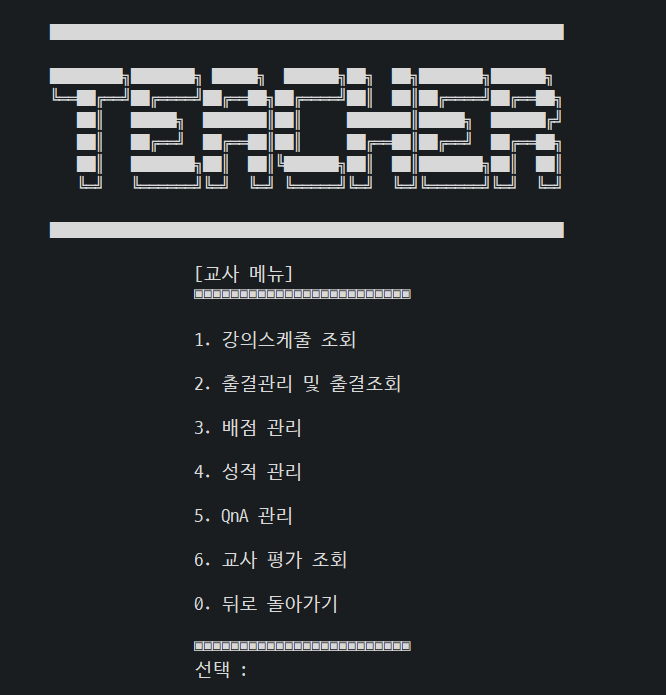 TEACHER
[교사 메뉴]
1. 강의스케줄 조회
2. 출결관리 및 출결조회
3. 배점 관리
4. 성적 관리
5. QnA 관리
6. 교사 평가 조회
0. 뒤로 돌아가기
선택 :